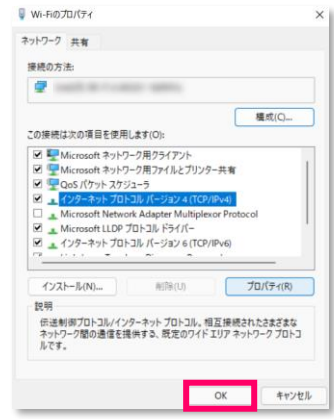 Wi-Fiのプロパティ
ネットワーク 共有
接続の方法:
構成(C)...
この接続は次の項目を使用します(O):
Microsoft ネットワーク用クライアント
Microsoft ネットワーク用ファイルとプリンター共有
QoS パケット スケジューラ
インターネット プロトコル バージョン 4 (TCP/IPv4)
Microsoft Network Adapter Multiplexor Protocol
Microsoft LLDP プロトコル ドライバー
インターネット プロトコル バージョン 6 (TCP/IPv6)
インストール(N)... 削除(U) プロパティ(R)
説明
伝送制御プロトコル/インターネット プロトコル。相互接続されたさまざまな
ネットワーク間の通信を提供する、既定のワイド エリア ネットワーク プロトコ
ルです。
OK キャンセル